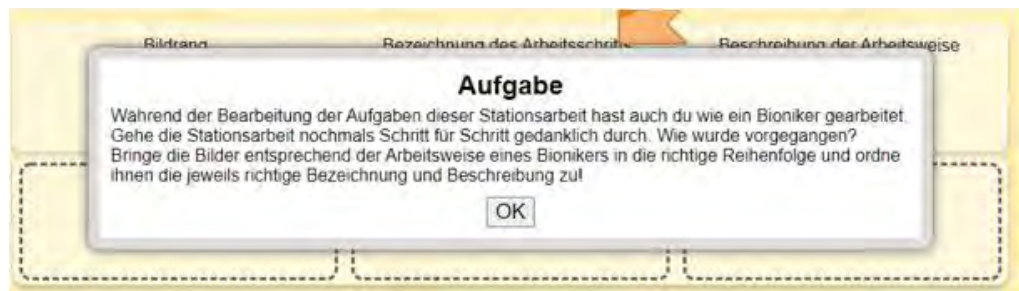 Bildrang Bezeichnung des Arbeitsschritts Beschreibung der Arbeitsweise
Aufgabe
Während der Bearbeitung der Aufgaben dieser Stationsarbeit hast auch du wie ein Bioniker gearbeitet.
Gehe die Stationsarbeit nochmals Schritt für Schritt gedanklich durch. Wie wurde vorgegangen?
Bringe die Bilder entsprechend der Arbeitsweise eines Bionikers in die richtige Reihenfolge und ordne
ihnen die jeweils richtige Bezeichnung und Beschreibung zu!
OK